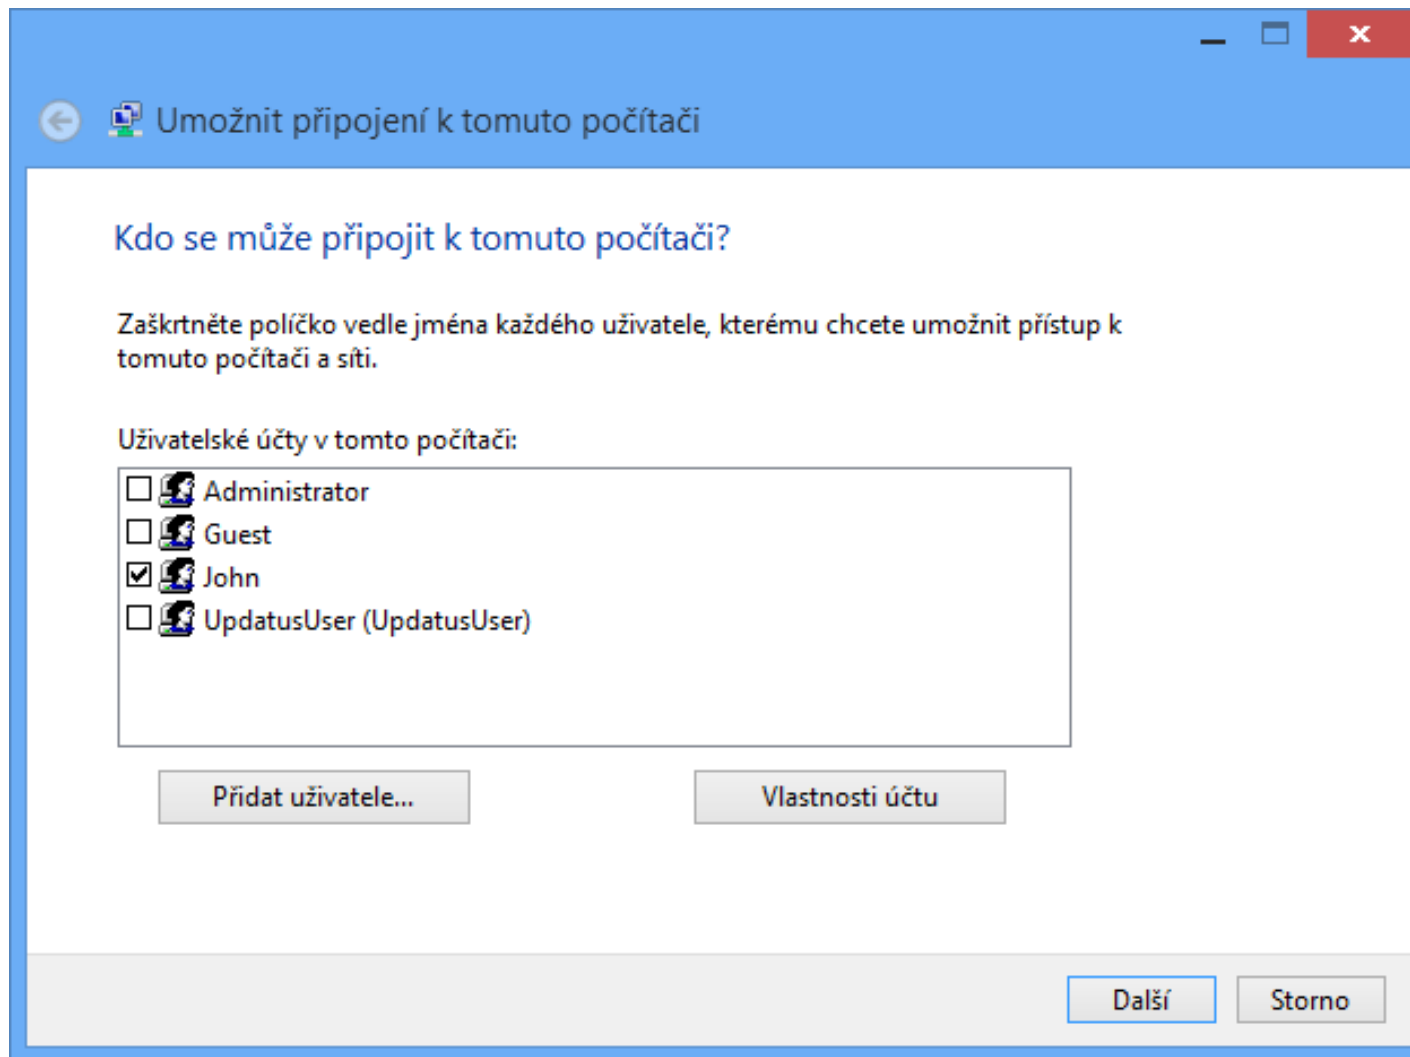 Umožnit připojení k tomuto počítači
Kdo se může připojit k tomuto počítači?
Zaškrtněte políčko vedle jména každého uživatele, kterému chcete umožnit přístup k
tomuto počítači a síti.
Uživatelské účty v tomto počítači:
Administrator
Guest
John
UpdatusUser (UpdatusUser)
Přidat uživatele...
Vlastnosti účtu
Další
Storno